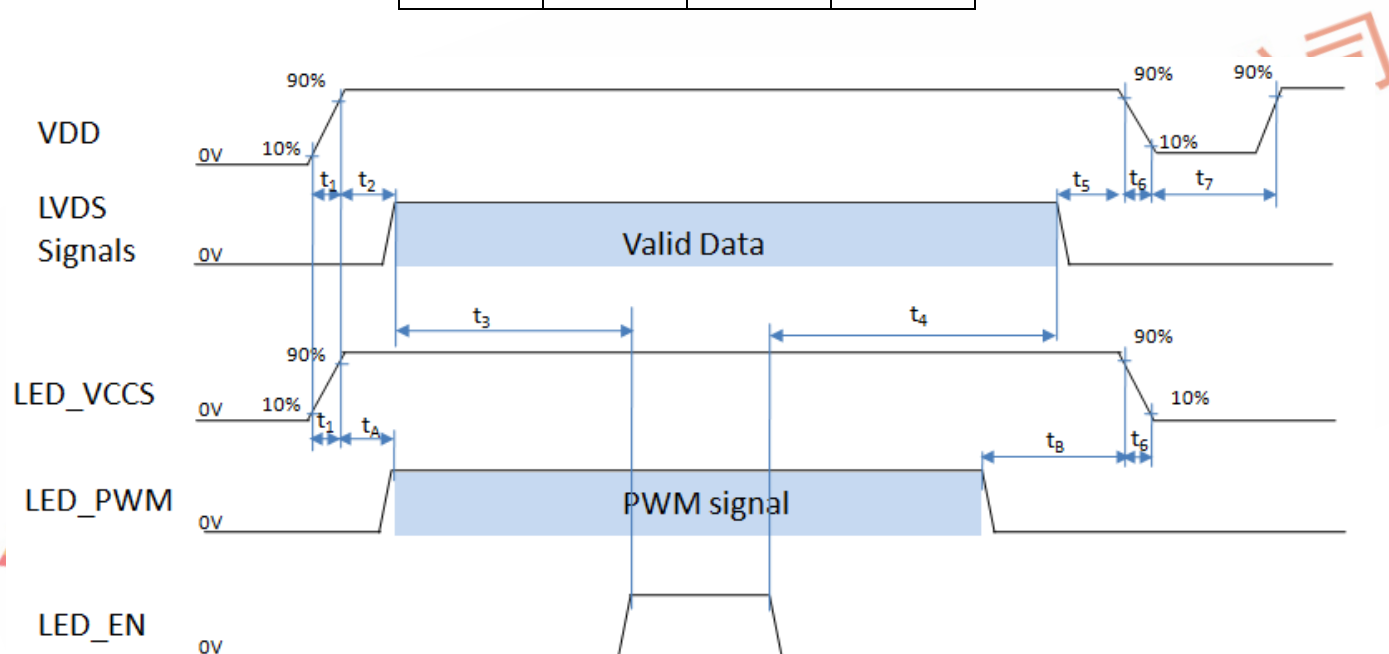 90%
90%
90%
VDD
0V
10%
10%
t1
t2
t5
t6
t7
LVDS
Signals
0V
Valid Data
t3
t4
90%
90%
LED_VCCS
0V
10%
10%
t1
tA
tB
t6
LED_PWM
0V
PWM signal
LED_EN
0V
司